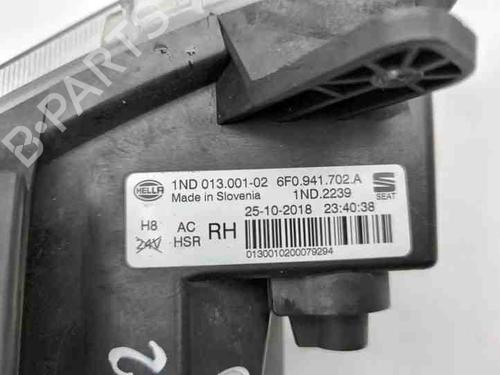 B-PARTS
HELLA
1ND 013.001-02 6F0.941.702.A
Made in Slovenia 1ND.2239
SEAT
25-10-2018 23:40:38
H8 AC
24V HSR RH
0130010200079294
2